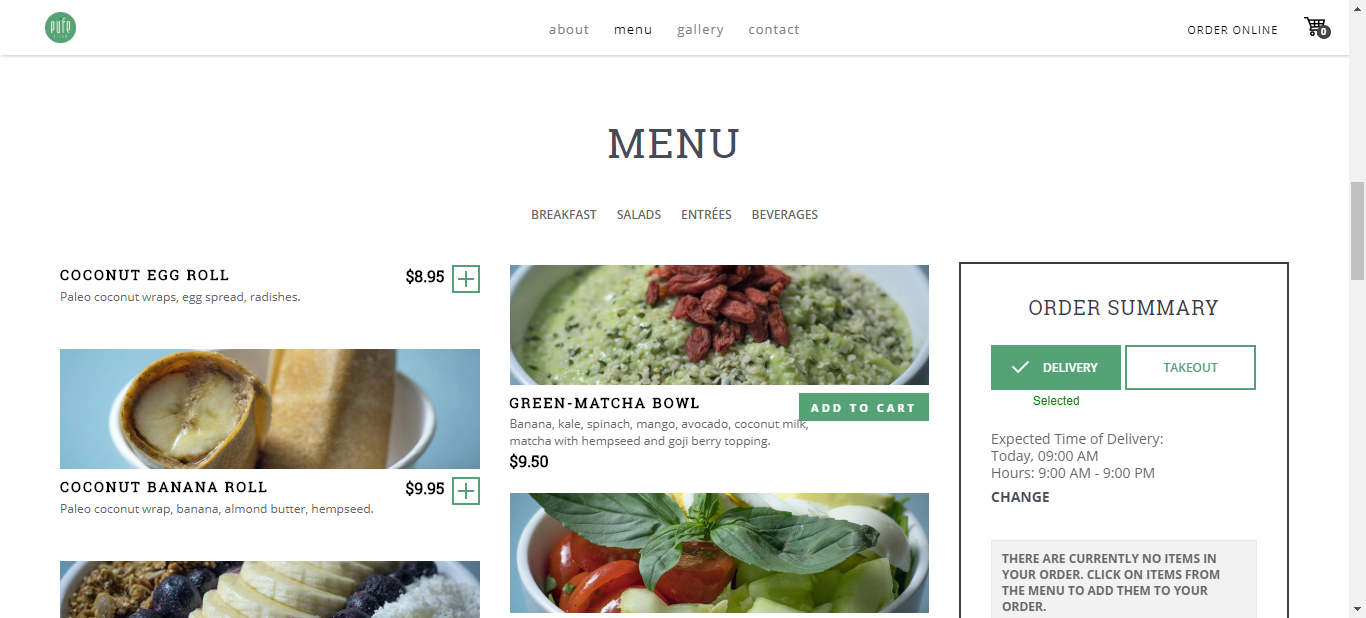 pure
about
menu
gallery
contact
ORDER ONLINE
0
MENU
BREAKFAST
SALADS
ENTRÉES
BEVERAGES
COCONUT EGG ROLL
$8.95
Paleo coconut wraps, egg spread, radishes.
COCONUT BANANA ROLL
$9.95
Paleo coconut wrap, banana, almond butter, hempseed.
GREEN-MATCHA BOWL
ADD TO CART
Banana, kale, spinach, mango, avocado, coconut milk,
matcha with hempseed and goji berry topping.
$9.50
ORDER SUMMARY
DELIVERY
TAKEOUT
Selected
Expected Time of Delivery:
Today, 09:00 AM
Hours: 9:00 AM - 9:00 PM
CHANGE
THERE ARE CURRENTLY NO ITEMS IN
YOUR ORDER. CLICK ON ITEMS FROM
THE MENU TO ADD THEM TO YOUR
ORDER.